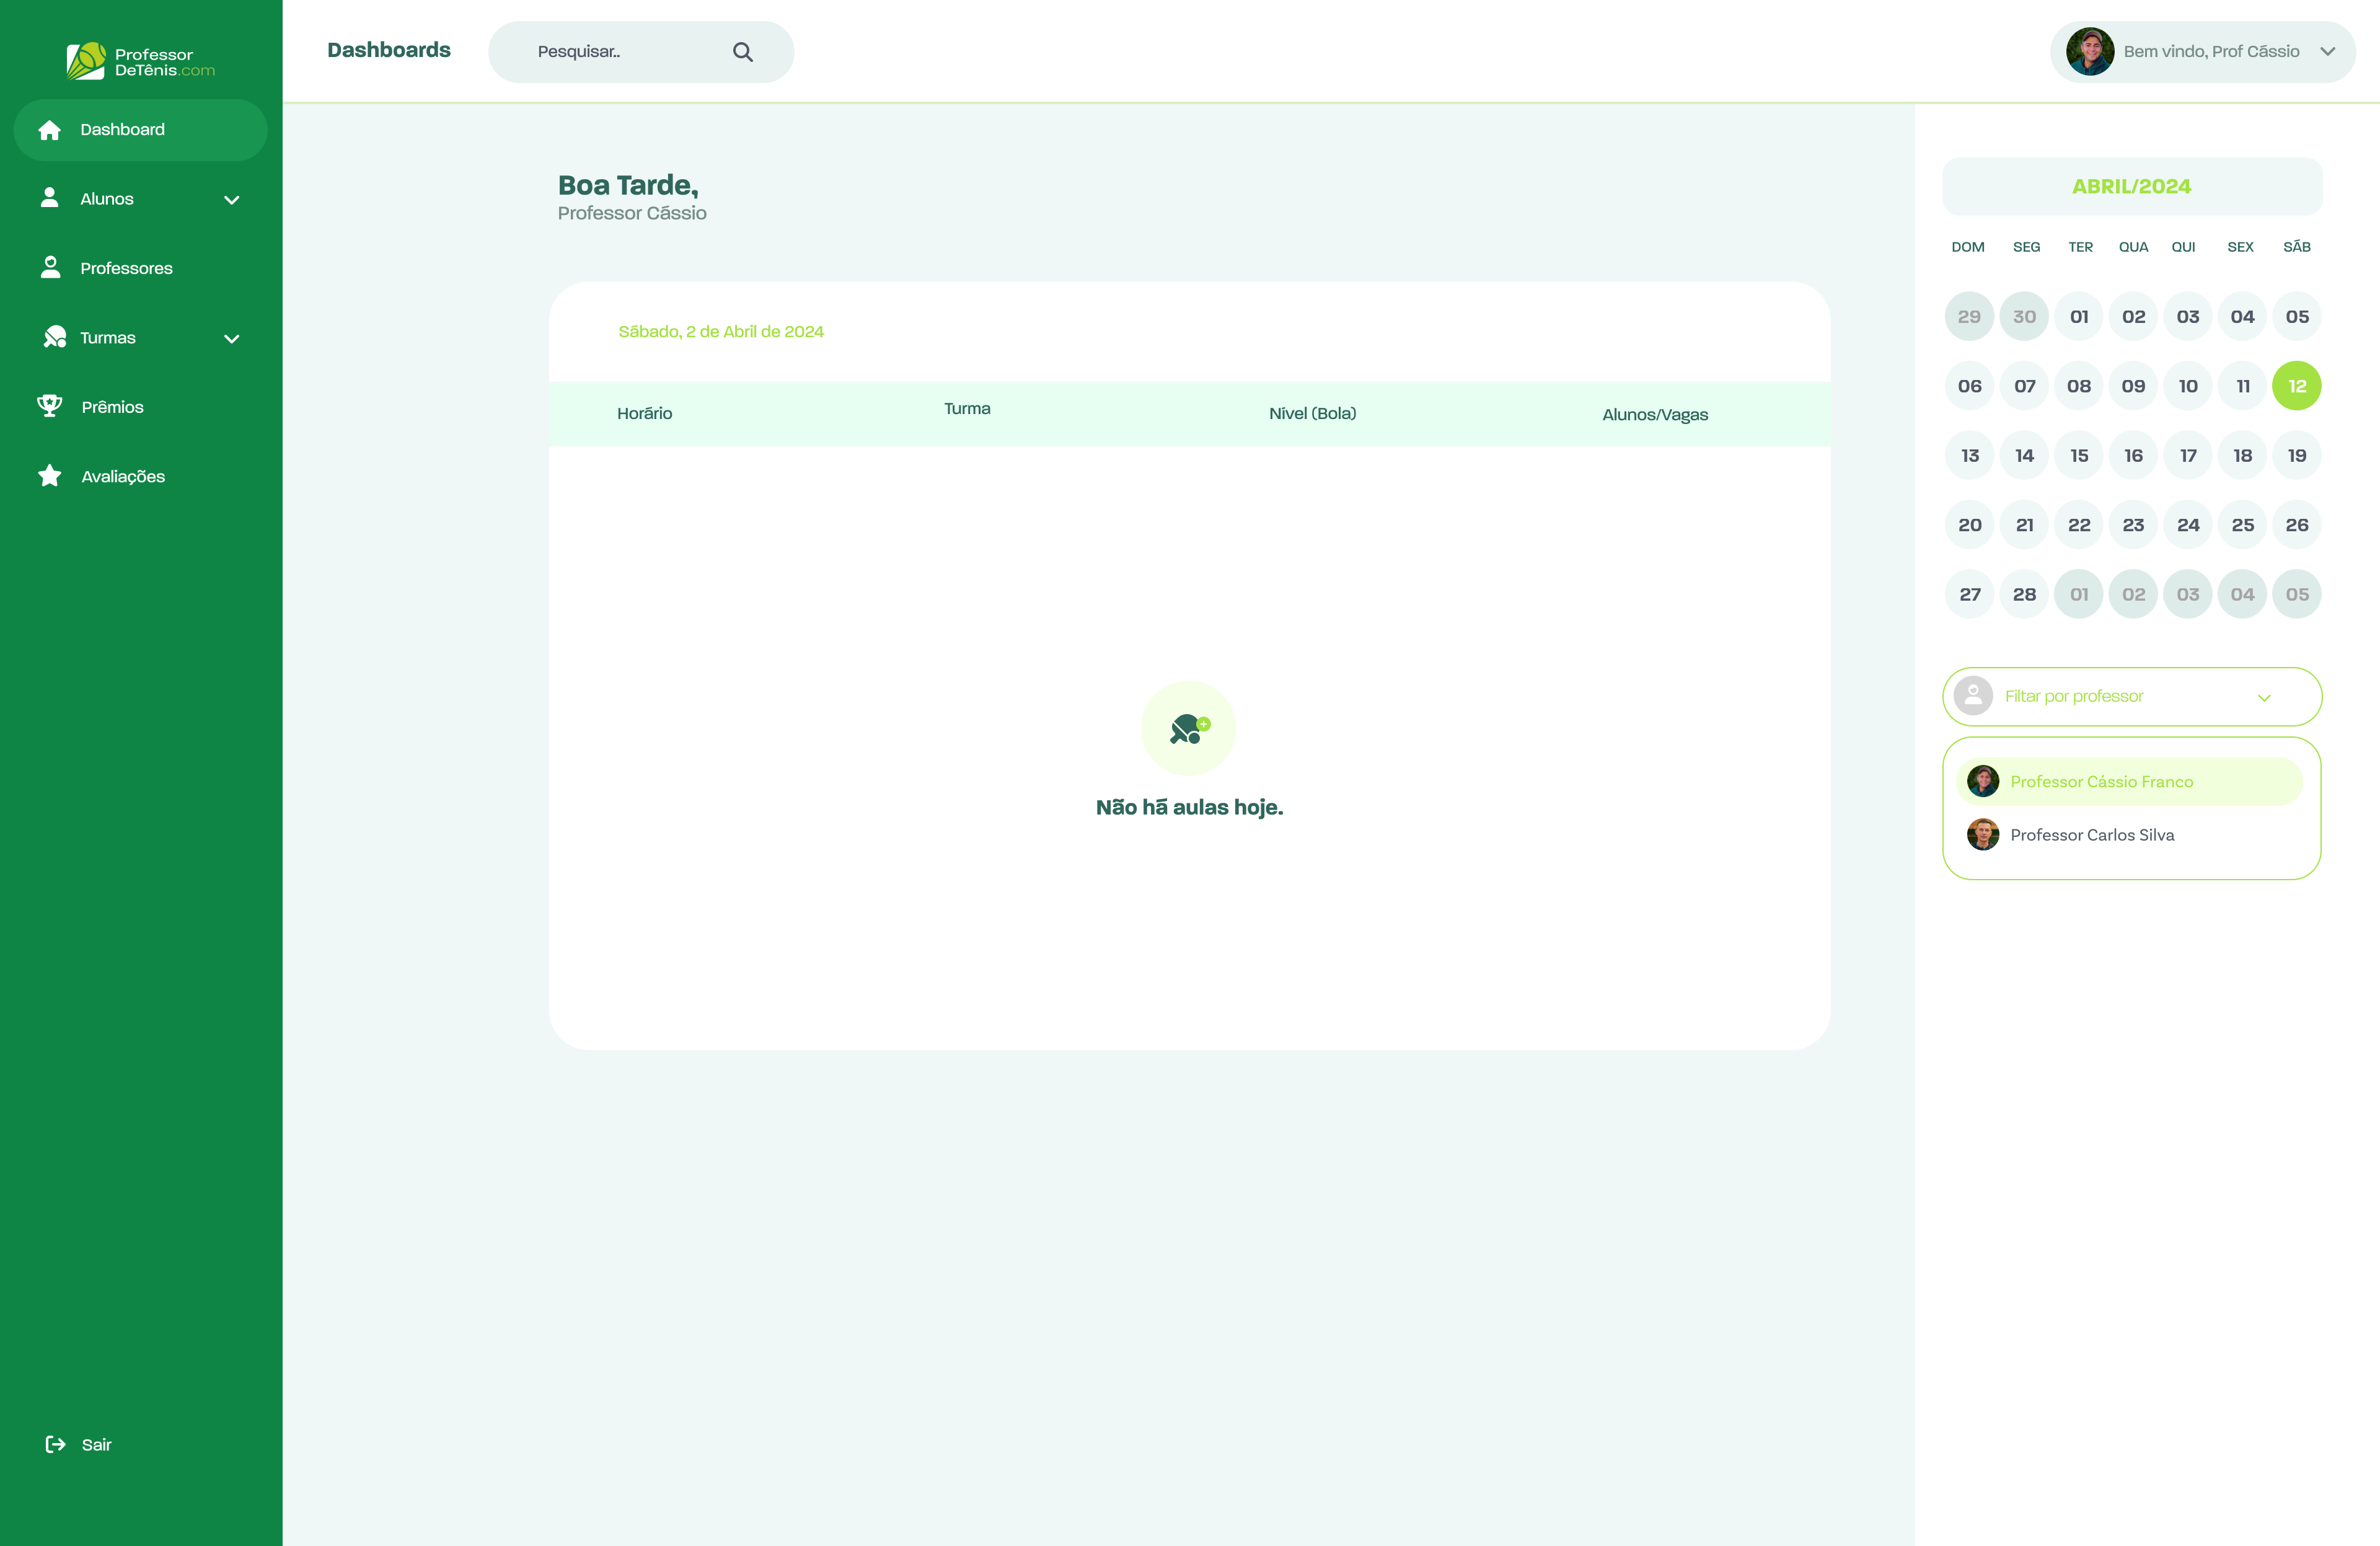 Professor
DeTênis.com
Dashboard
Alunos
Professores
Turmas
Prêmios
Avaliações
Sair
Dashboards
Pesquisar..
Bem vindo, Prof Cássio
Boa Tarde,
Professor Cássio
Sábado, 2 de Abril de 2024
Horário Turma Nível (Bola) Alunos/Vagas
Não há aulas hoje.
ABRIL/2024
DOM SEG TER QUA QUI SEX SÁB
29 30 01 02 03 04 05
06 07 08 09 10 11 12
13 14 15 16 17 18 19
20 21 22 23 24 25 26
27 28 01 02 03 04 05
Filtar por professor
Professor Cássio Franco
Professor Carlos Silva